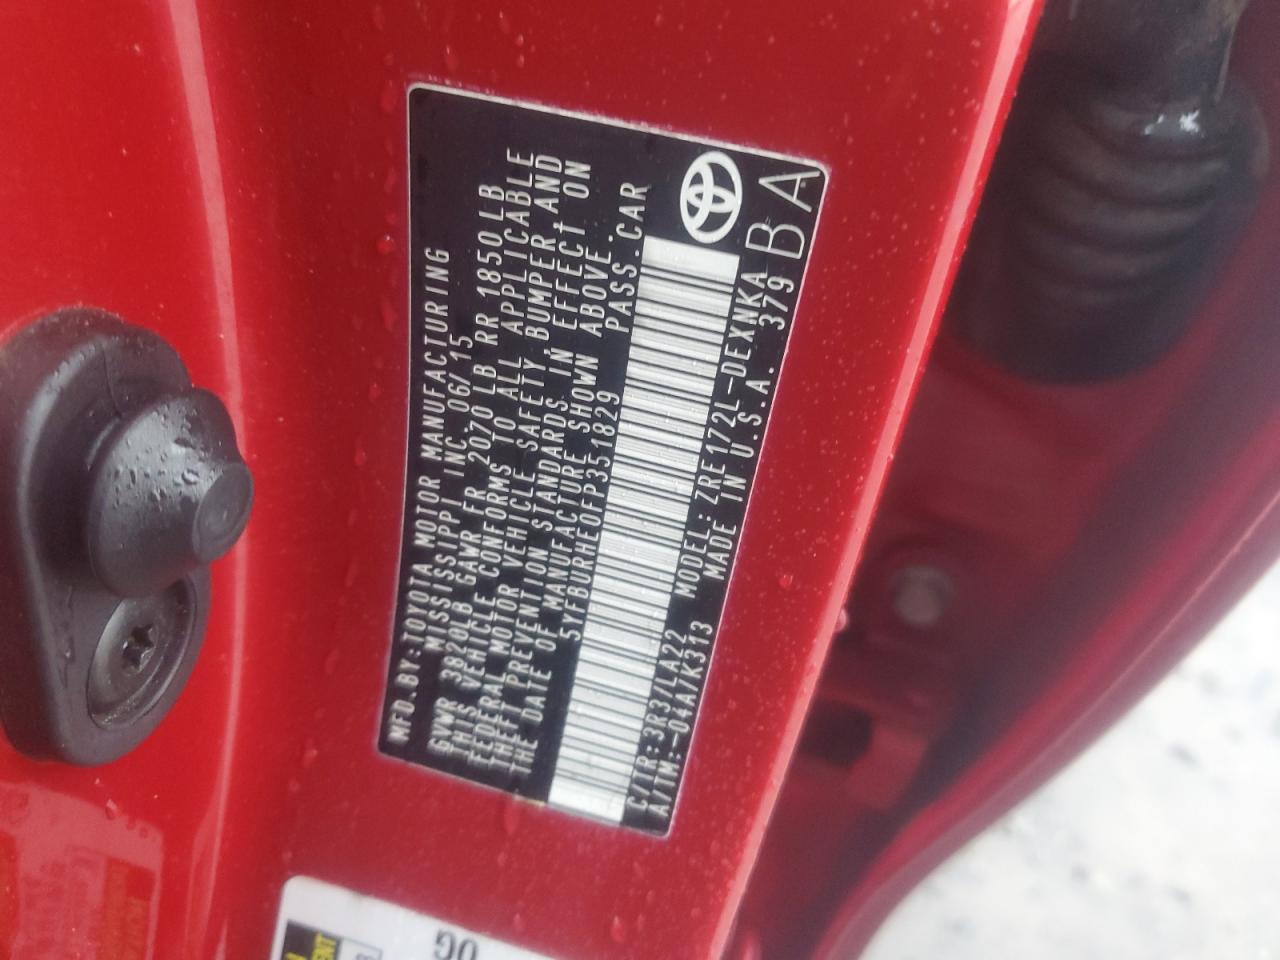 MFD.BY:TOYOTA MOTOR MANUFACTURING
MISSISSIPPI INC. 06/15
GVWR 3820LB GAWR FR 2070 LB RR 1850 LB
THIS VEHICLE CONFORMS TO ALL APPLICABLE
FEDERAL MOTOR VEHICLE SAFETY, BUMPER, AND
THEFT PREVENTION STANDARDS IN EFFECT ON
THE DATE OF MANUFACTURE SHOWN ABOVE.
5YFBURHE0FP351829 PASS.CAR
C/TR:3R3/LA22 MODEL:ZRE172L-DEXNKA
A/TM:-04A/K313 MADE IN U.S.A. 379
BA